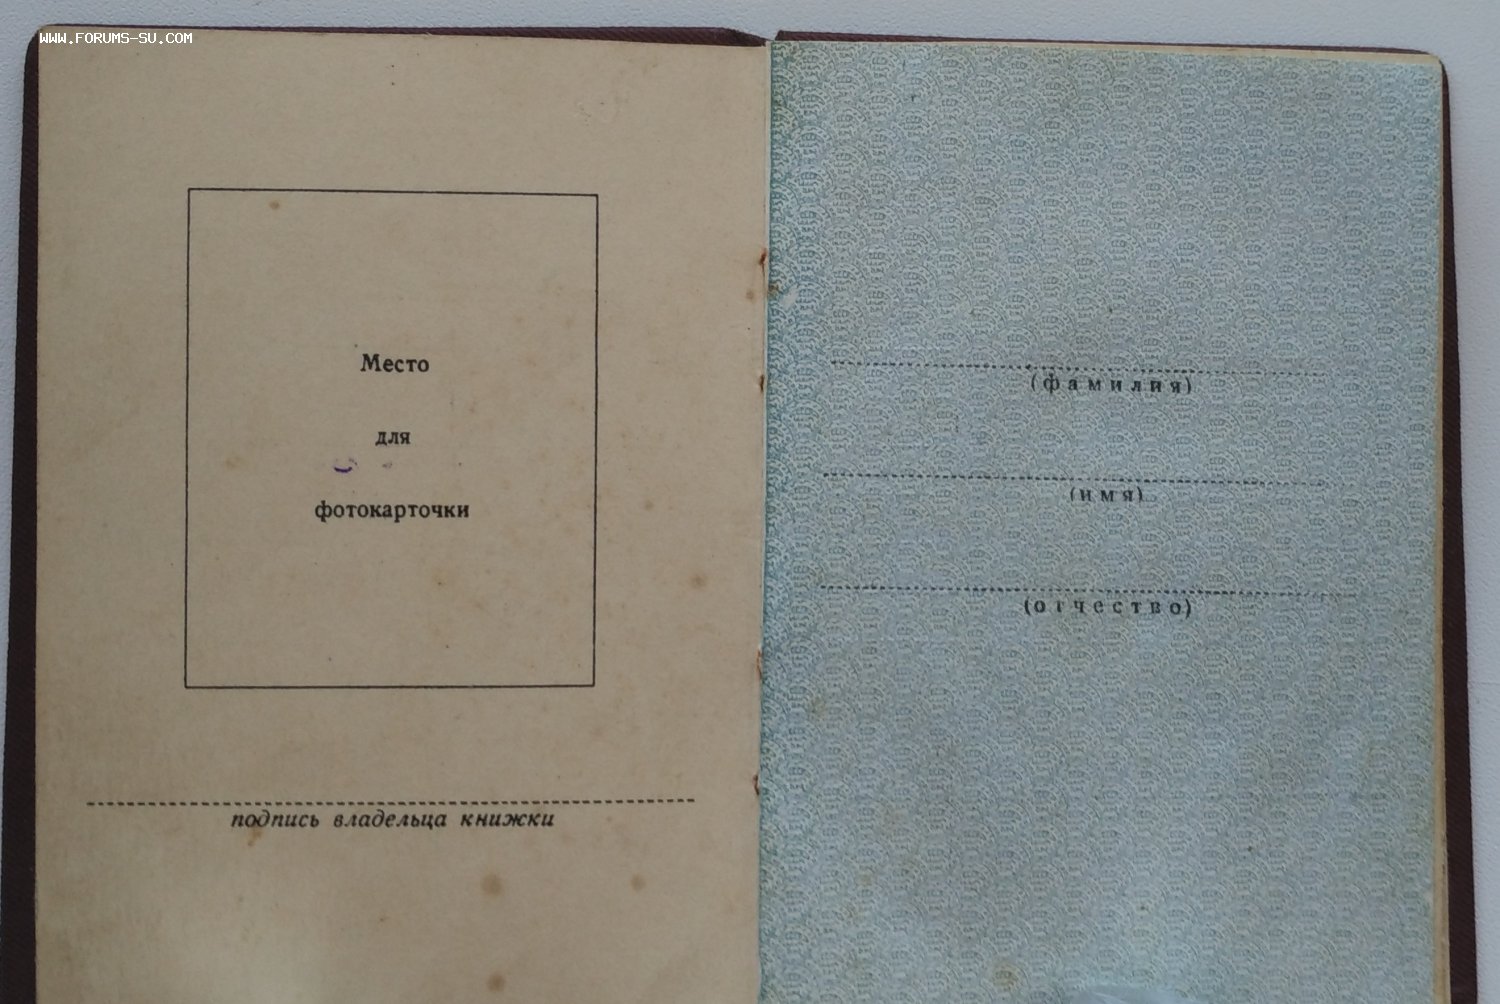 WWW.FORUMS-SU.COM
Место
для
фотокарточки
подпись владельца книжки
(фамилия)
(имя)
(отчество)